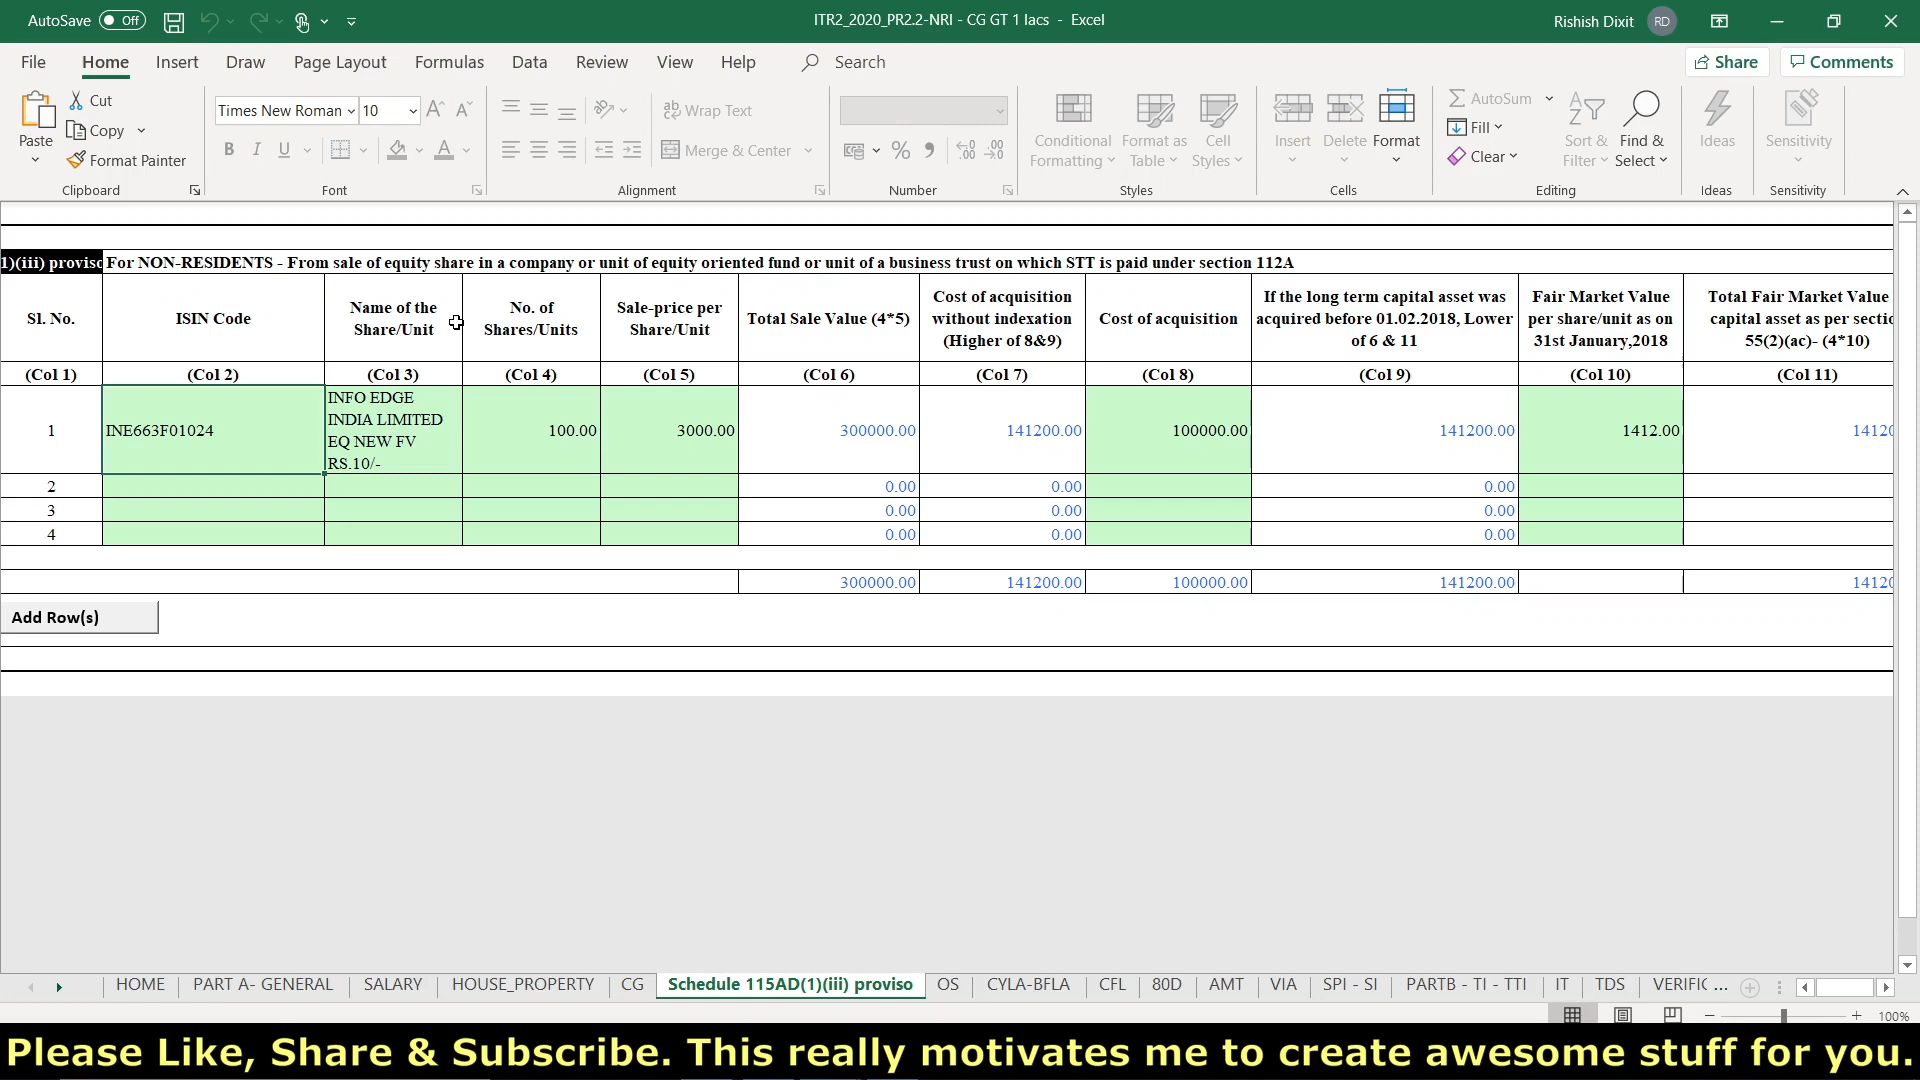 AutoSave Off
ITR2_2020_PR2.2-NRI - CG GT 1 lacs - Excel
Rishish Dixit RD
File Home Insert Draw Page Layout Formulas Data Review View Help Search
Share Comments
Paste
Cut
Copy
Format Painter
Clipboard
Times New Roman 10
B I U
Font
Wrap Text
Merge & Center
Alignment
Number
Conditional Formatting
Format as Table
Cell Styles
Styles
Insert Delete Format
Cells
AutoSum
Fill
Clear
Sort & Filter
Find & Select
Editing
Ideas
Ideas
Sensitivity
Sensitivity
1)(iii) proviso For NON-RESIDENTS - From sale of equity share in a company or unit of equity oriented fund or unit of a business trust on which STT is paid under section 112A
Sl. No.
ISIN Code
Name of the
Share/Unit
No. of
Shares/Units
Sale-price per
Share/Unit
Total Sale Value (4*5)
Cost of acquisition
without indexation
(Higher of 8&9)
Cost of acquisition
If the long term capital asset was
acquired before 01.02.2018, Lower
of 6 & 11
Fair Market Value
per share/unit as on
31st January,2018
Total Fair Market Value
capital asset as per sectio
55(2)(ac)- (4*10)
(Col 1) (Col 2) (Col 3) (Col 4) (Col 5) (Col 6) (Col 7) (Col 8) (Col 9) (Col 10) (Col 11)
1 INE663F01024
INFO EDGE
INDIA LIMITED
EQ NEW FV
RS.10/-
100.00 3000.00 300000.00 141200.00 100000.00 141200.00 1412.00 14120
2 0.00 0.00 0.00
3 0.00 0.00 0.00
4 0.00 0.00 0.00
300000.00 141200.00 100000.00 141200.00 14120
Add Row(s)
HOME PART A- GENERAL SALARY HOUSE_PROPERTY CG Schedule 115AD(1)(iii) proviso OS CYLA-BFLA CFL 80D AMT VIA SPI - SI PARTB - TI - TTI IT TDS VERIFIC ...
100%
Please Like, Share & Subscribe. This really motivates me to create awesome stuff for you.